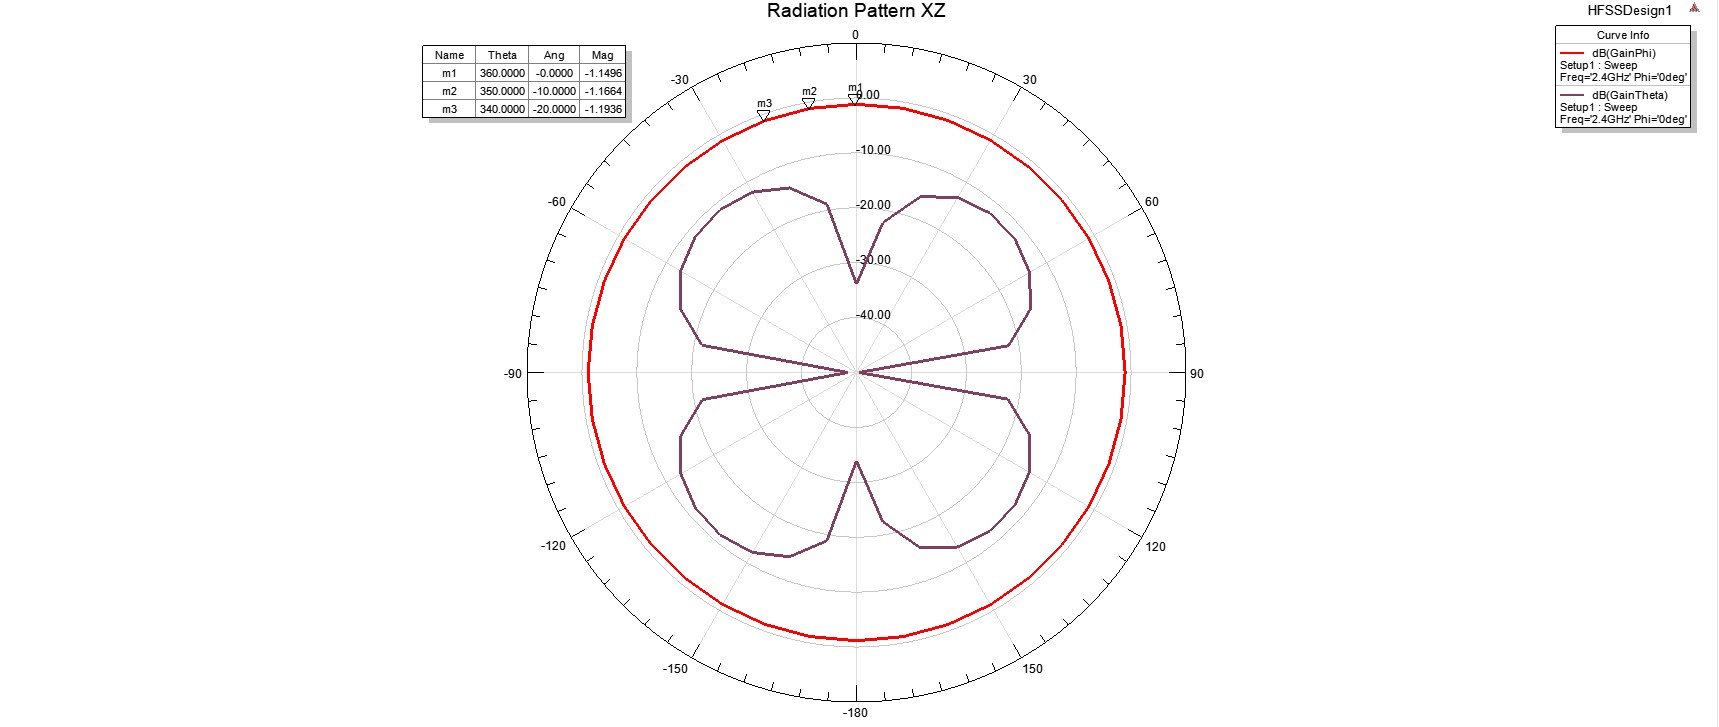 Radiation Pattern XZ
HFSSDesign1
Name Theta Ang Mag
m1 360.0000 -0.0000 -1.1496
m2 350.0000 -10.0000 -1.1664
m3 340.0000 -20.0000 -1.1936
Curve Info
dB(GainPhi)
Setup1 : Sweep
Freq='2.4GHz' Phi='0deg'
dB(GainTheta)
Setup1 : Sweep
Freq='2.4GHz' Phi='0deg'
0
-30
30
m3
m2
m1
0.00
-10.00
-60
60
-20.00
-30.00
-40.00
-90
90
-120
120
-150
150
-180